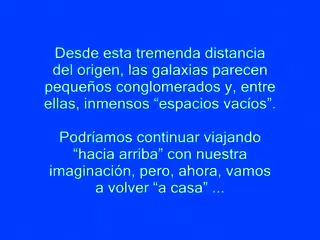 Desde esta tremenda distancia
del origen, las galaxias parecen
pequeños conglomerados y, entre
ellas, inmensos “espacios vacíos”.
Podríamos continuar viajando
“hacia arriba” con nuestra
imaginación, pero, ahora, vamos
a volver “a casa” ...